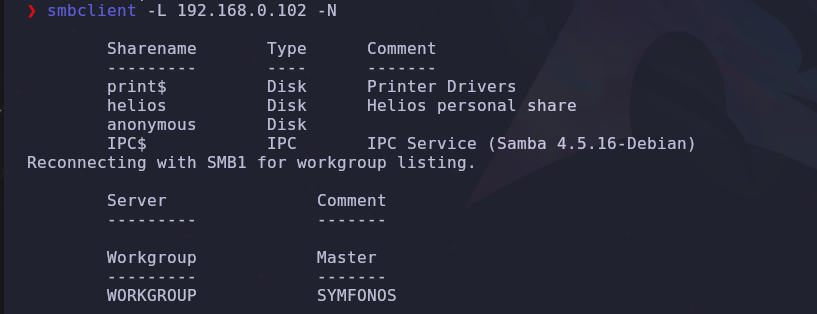 ❯ smbclient -L 192.168.0.102 -N
Sharename Type Comment
--------- ---- -------
print$ Disk Printer Drivers
helios Disk Helios personal share
anonymous Disk
IPC$ IPC IPC Service (Samba 4.5.16-Debian)
Reconnecting with SMB1 for workgroup listing.
Server Comment
--------- -------
Workgroup Master
--------- -------
WORKGROUP SYMFONOS